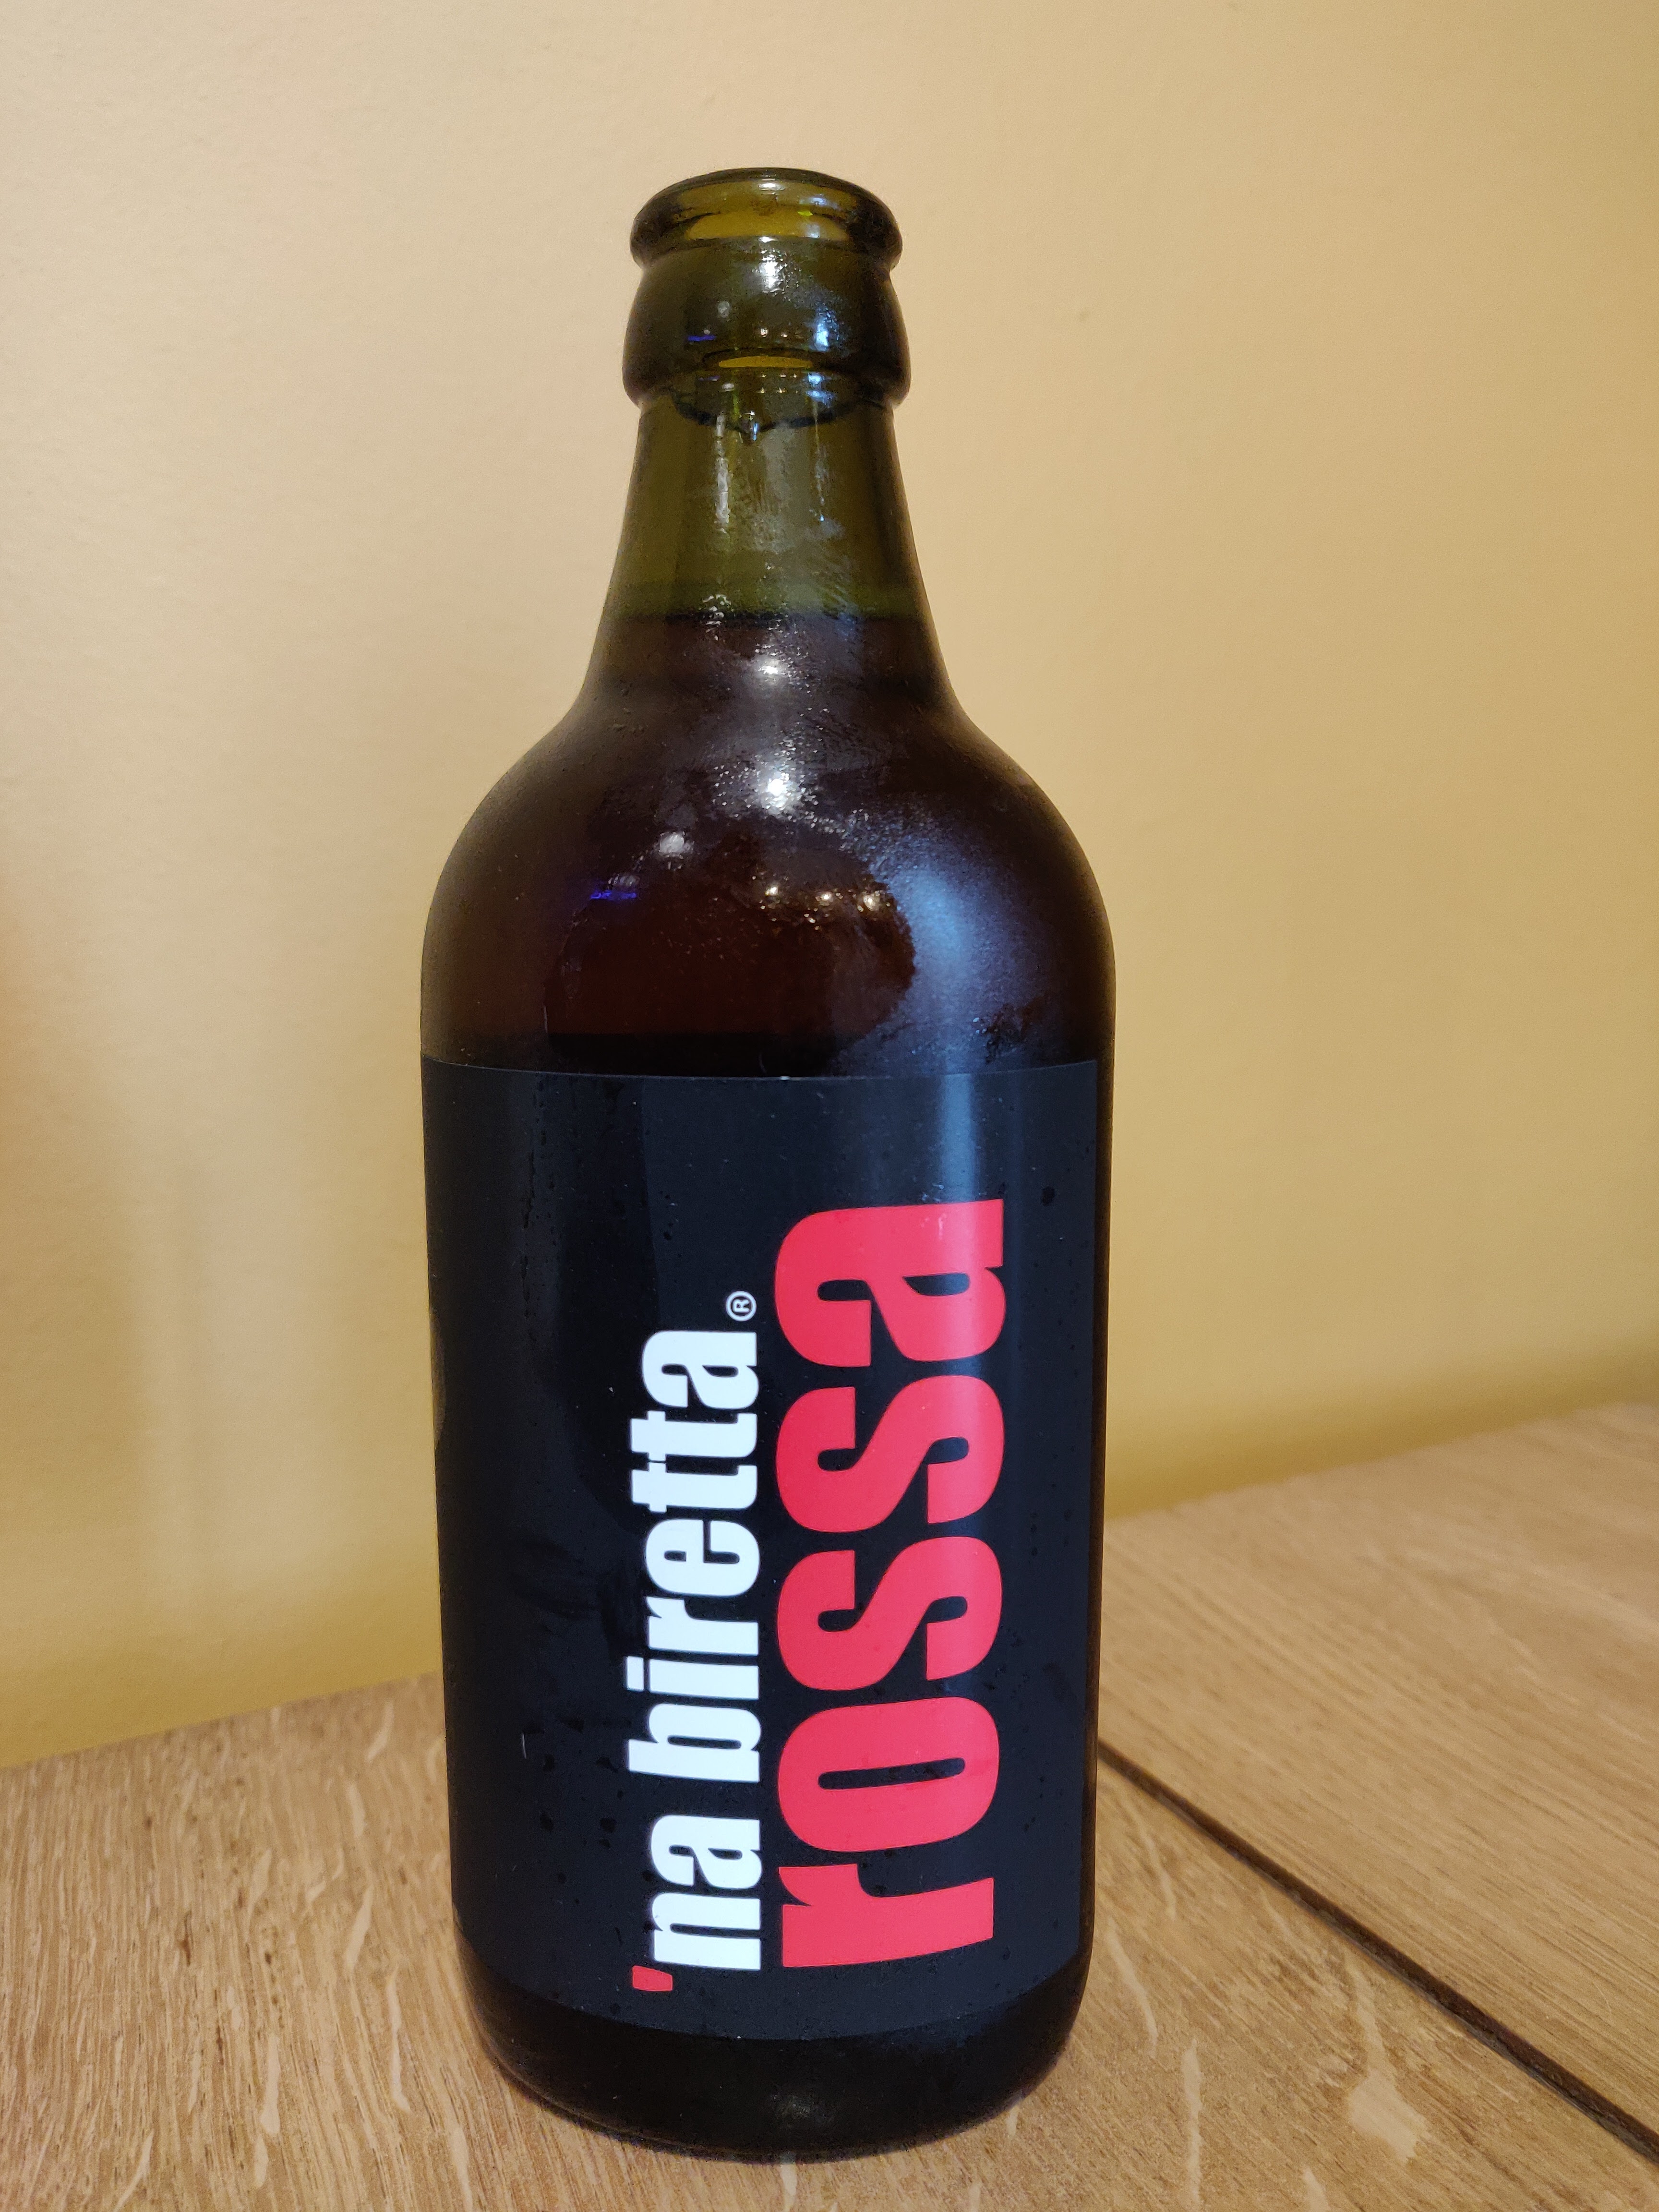 'na biretta®
rossa